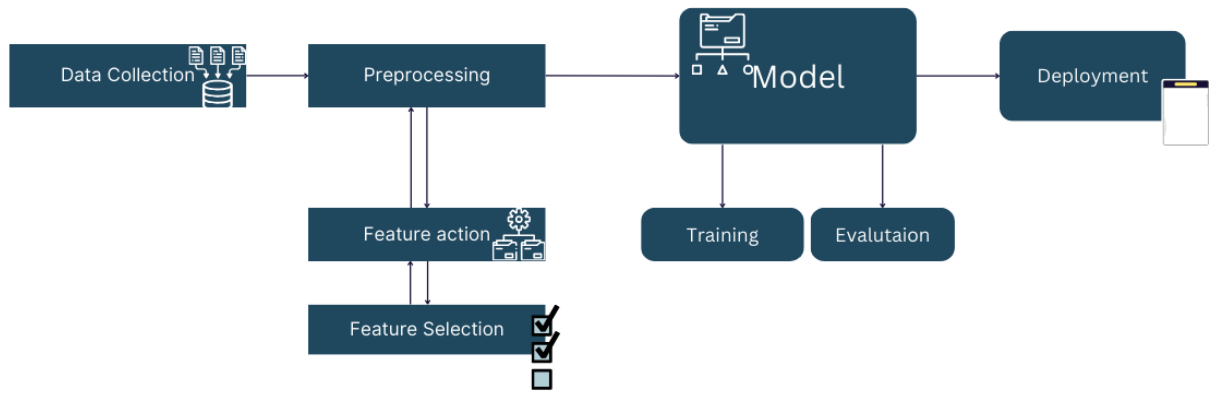 Data Collection
Preprocessing
Model
Deployment
Feature action
Training
Evalutaion
Feature Selection